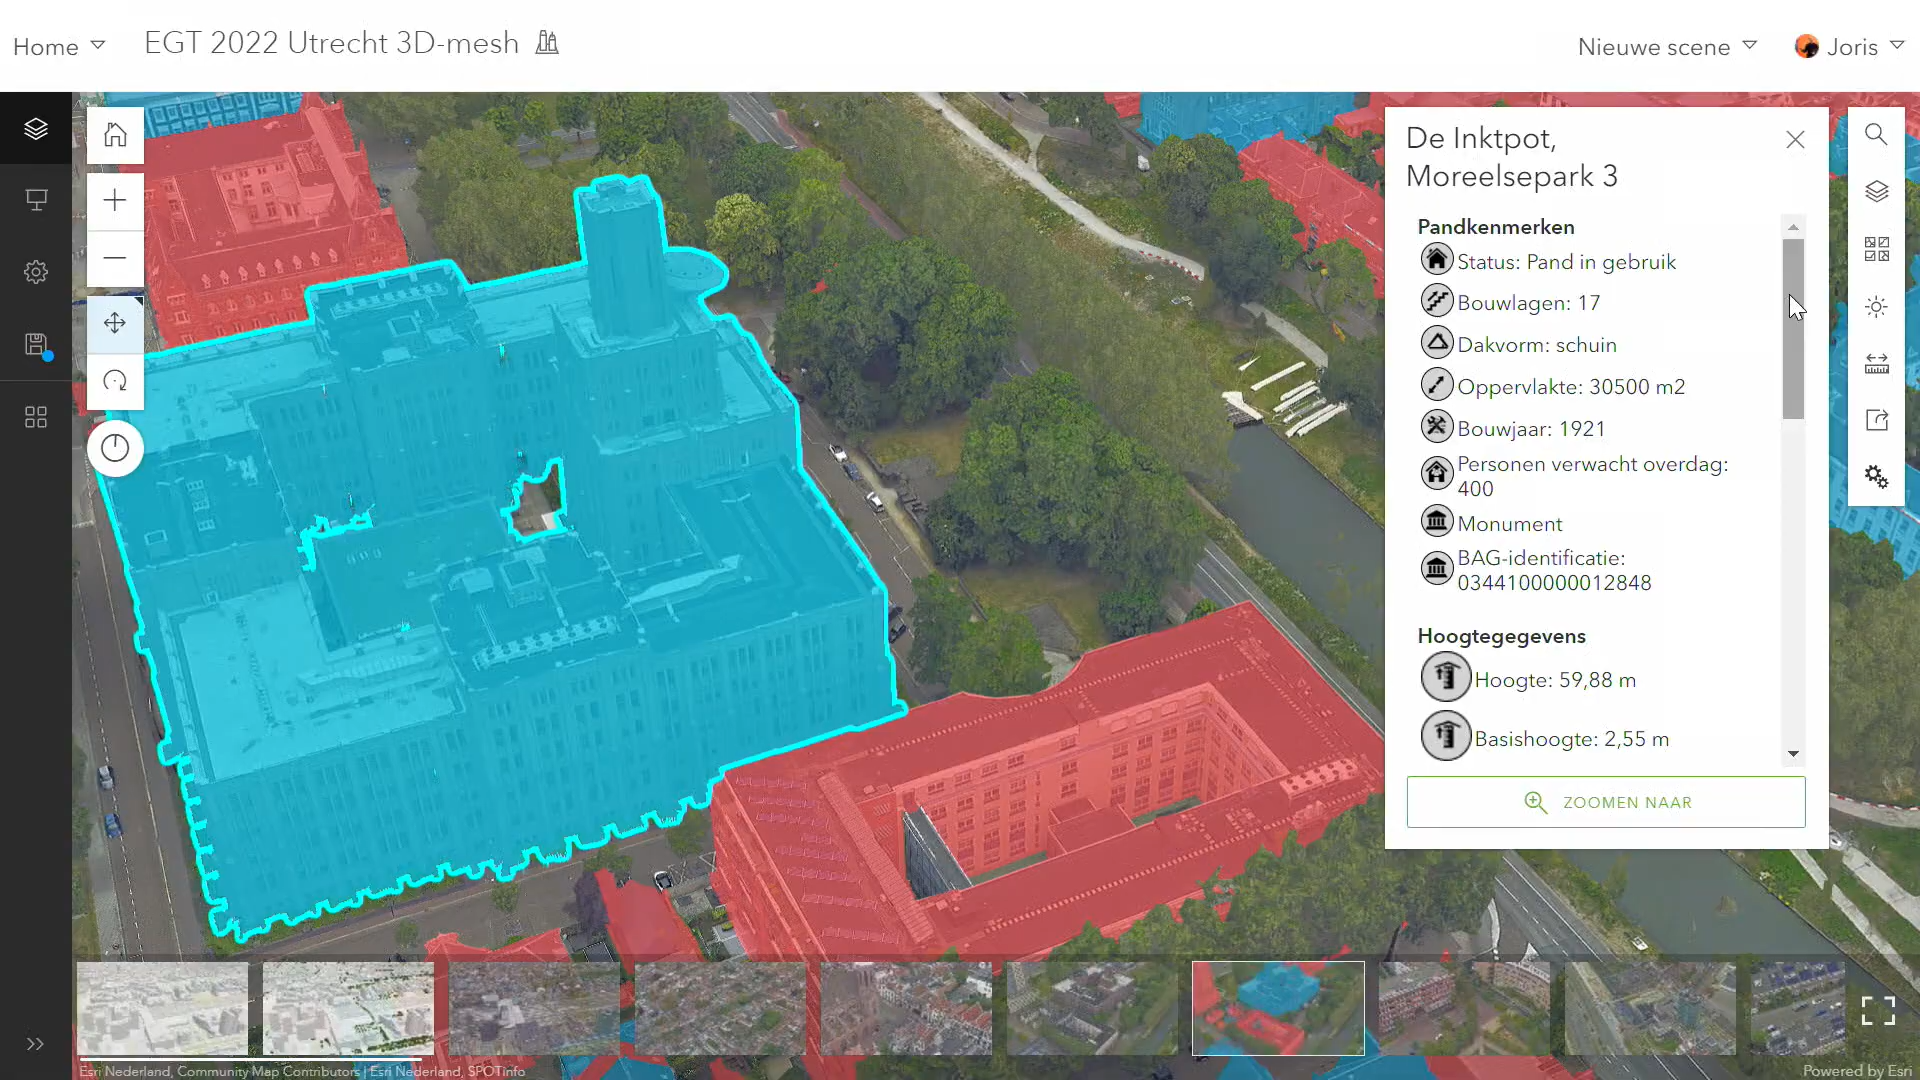 Home
EGT 2022 Utrecht 3D-mesh
Nieuwe scene
Joris
De Inktpot,
Moreelsepark 3
Pandkenmerken
Status: Pand in gebruik
Bouwlagen: 17
Dakvorm: schuin
Oppervlakte: 30500 m2
Bouwjaar: 1921
Personen verwacht overdag:
400
Monument
BAG-identificatie:
0344100000012848
Hoogtegegevens
Hoogte: 59,88 m
Basishoogte: 2,55 m
ZOOMEN NAAR
Esri Nederland, Community Map Contributors | Esri Nederland, SPOTinfo
Powered by Esri